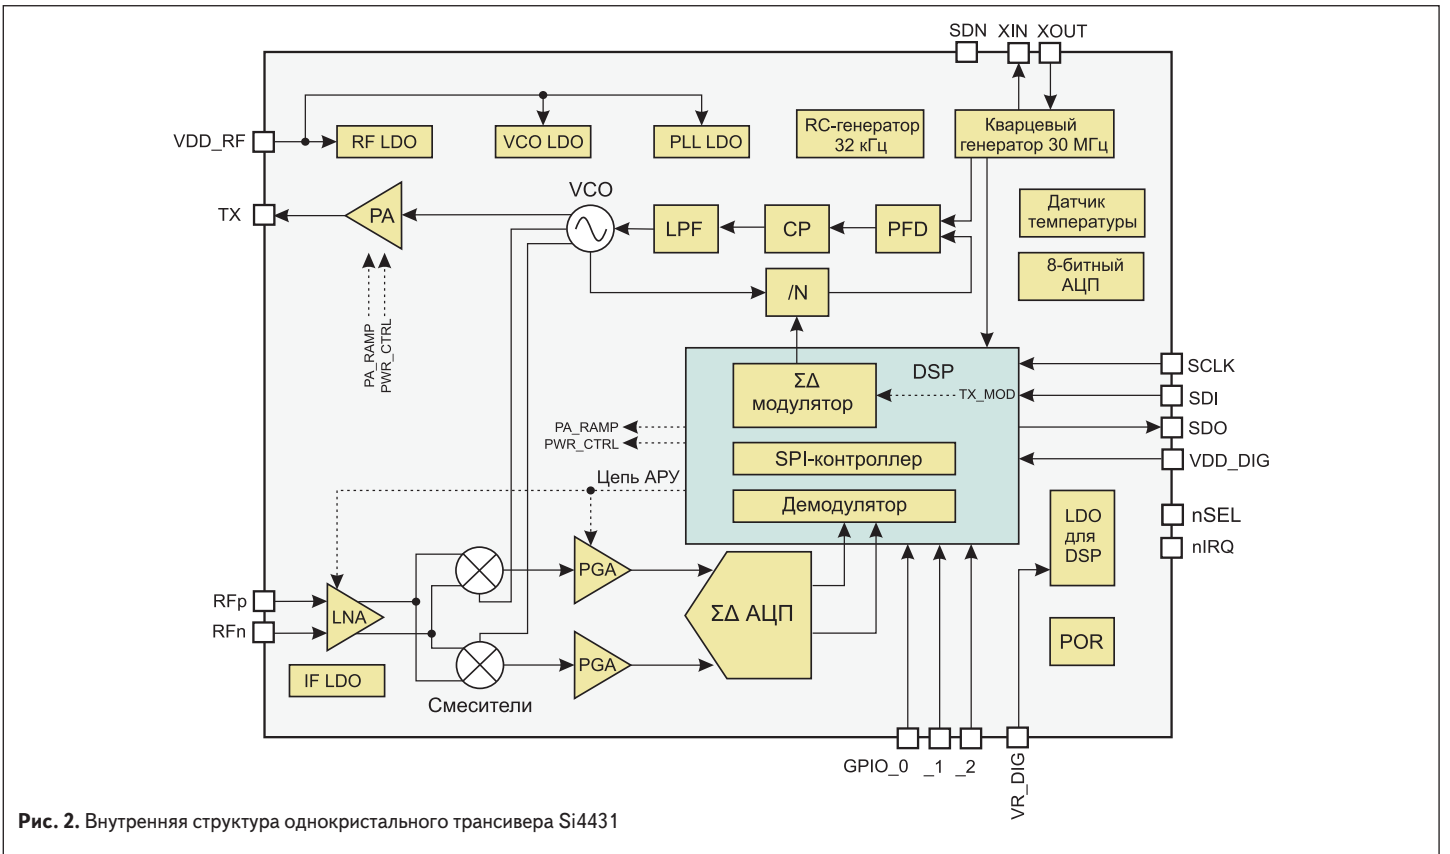 SDN XIN XOUT
VDD_RF
RF LDO
VCO LDO
PLL LDO
RC-генератор
32 кГц
Кварцевый
генератор 30 МГц
TX
PA
VCO
LPF
CP
PFD
Датчик
температуры
8-битный
АЦП
/N
PA_RAMP
PWR_CTRL
DSP
ΣΔ
модулятор
TX_MOD
SCLK
SDI
SDO
VDD_DIG
PA_RAMP
PWR_CTRL
SPI-контроллер
Цепь АРУ
Демодулятор
LDO
для
DSP
nSEL
nIRQ
RFp
RFn
LNA
PGA
PGA
ΣΔ АЦП
POR
IF LDO
Смесители
GPIO_0 _1 _2
VR_DIG
Рис. 2. Внутренняя структура однокристального трансивера Si4431